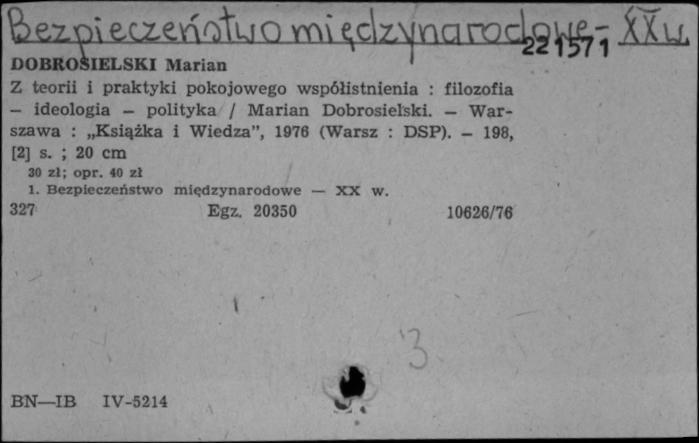 Bezpieczeństwo międzynarodowe - XX w.
221571
DOBROSIELSKI Marian
Z teorii i praktyki pokojowego współistnienia : filozofia
— ideologia — polityka / Marian Dobrosielski. — War-
szawa : „Książka i Wiedza”, 1976 (Warsz : DSP). — 198,
[2] s. ; 20 cm
30 zł; opr. 40 zł
1. Bezpieczeństwo międzynarodowe — XX w.
327 Egz. 20350 10626/76
3
BN—IB IV-5214